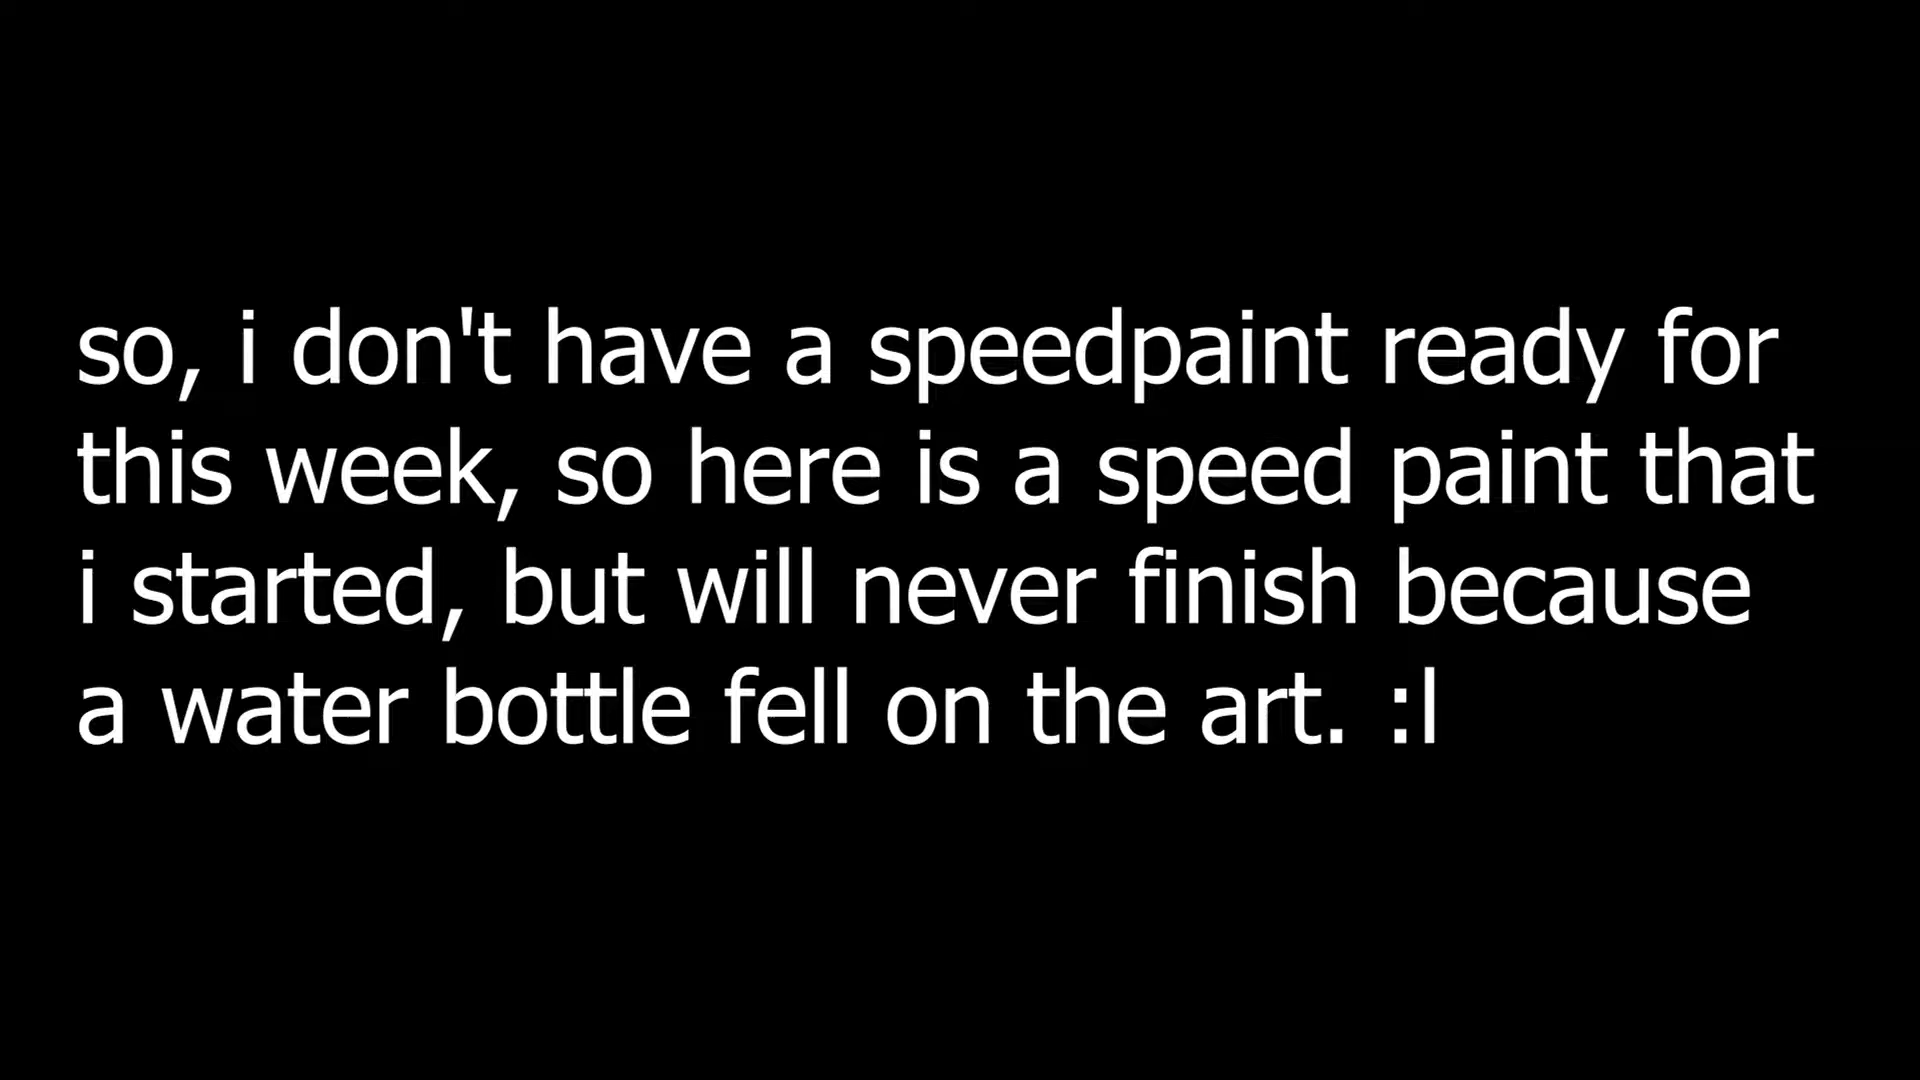 so, i don't have a speedpaint ready for
this week, so here is a speed paint that
i started, but will never finish because
a water bottle fell on the art. :l